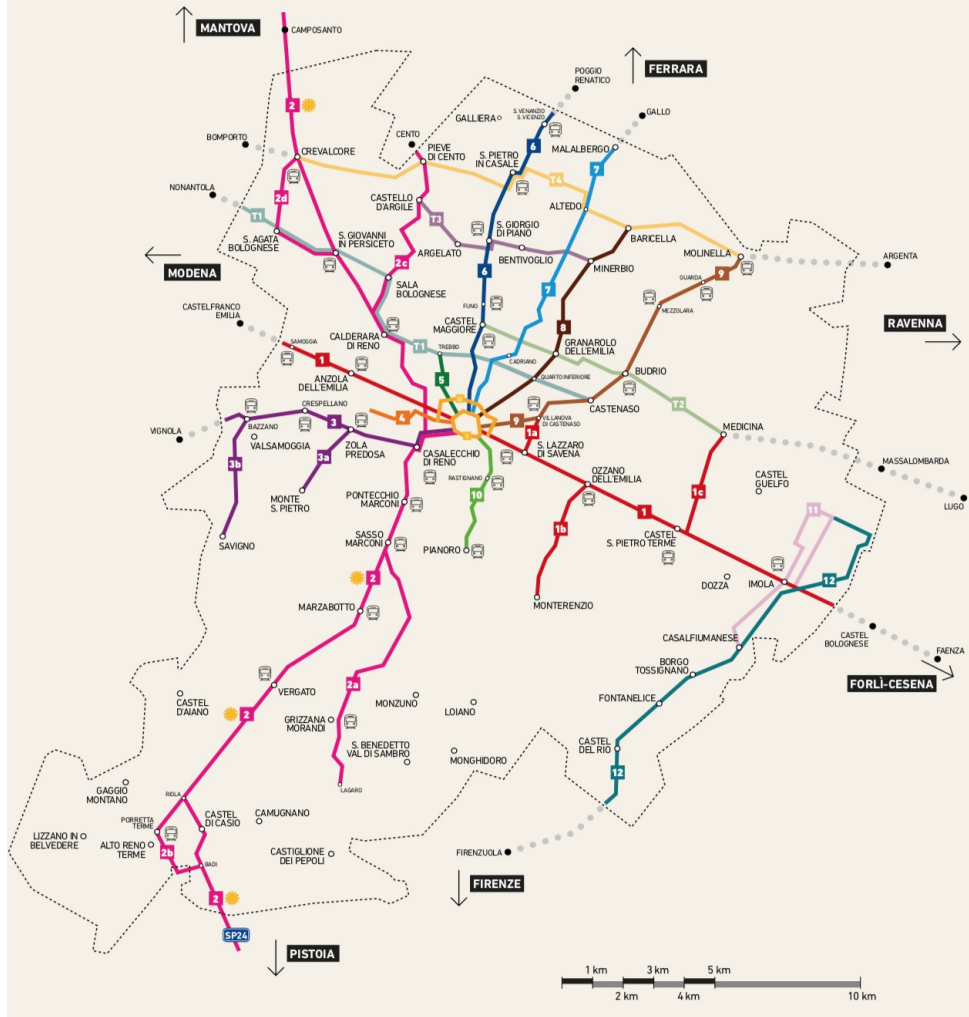 MANTOVA
CAMPOSANTO
FERRARA
POGGIO
RENATICO
2
GALLIERA
S. VENANZIO
S. VICENZO
GALLO
BOMPORTO
CENTO
6
CREVALCORE
PIEVE
DI CENTO
S. PIETRO
IN CASALE
MALALBERGO
7
T4
NONANTOLA
2d
CASTELLO
D'ARGILE
ALTEDO
T1
T3
S. AGATA
BOLOGNESE
S. GIOVANNI
IN PERSICETO
ARGELATO
S. GIORGIO
DI PIANO
BENTIVOGLIO
BARICELLA
MOLINELLA
MODENA
2c
SALA
BOLOGNESE
6
MINERBIO
GUARDA
9
ARGENTA
7
CASTELFRANCO
EMILIA
FUNO
MEZZOLARA
RAVENNA
CALDERARA
DI RENO
CASTEL
MAGGIORE
8
SAMOGGIA
T1
TREBBO
CADRIANO
GRANAROLO
DELL'EMILIA
1
ANZOLA
DELL'EMILIA
5
QUARTO INFERIORE
BUDRIO
CRESPELLANO
4
CASTENASO
T2
VIGNOLA
BAZZANO
3
9
VILLANOVA
DI CASTENASO
MEDICINA
VALSAMOGGIA
1a
3b
3a
ZOLA
PREDOSA
CASALECCHIO
DI RENO
S. LAZZARO
DI SAVENA
MASSALOMBARDA
RASTIGNANO
OZZANO
DELL'EMILIA
CASTEL
GUELFO
MONTE
S. PIETRO
PONTECCHIO
MARCONI
10
1c
LUGO
1
11
SAVIGNO
SASSO
MARCONI
PIANORO
1b
CASTEL
S. PIETRO TERME
2
DOZZA
IMOLA
12
MARZABOTTO
MONTERENZIO
CASALFIUMANESE
CASTEL
BOLOGNESE
FAENZA
BORGO
TOSSIGNANO
FORLÌ-CESENA
VERGATO
2a
CASTEL
D'AIANO
MONZUNO
FONTANELICE
2
GRIZZANA
MORANDI
LOIANO
S. BENEDETTO
VAL DI SAMBRO
MONGHIDORO
CASTEL
DEL RIO
12
GAGGIO
MONTANO
RIOLA
LAGARO
PORRETTA
TERME
CASTEL
DI CASIO
CAMUGNANO
LIZZANO IN
BELVEDERE
ALTO RENO
TERME
2b
BADI
CASTIGLIONE
DEI PEPOLI
FIRENZUOLA
FIRENZE
2
SP24
PISTOIA
1 km
3 km
5 km
2 km
4 km
10 km